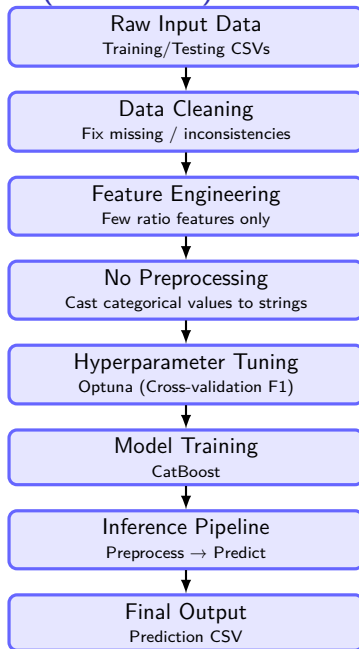 Raw Input Data
Training/Testing CSVs
Data Cleaning
Fix missing / inconsistencies
Feature Engineering
Few ratio features only
No Preprocessing
Cast categorical values to strings
Hyperparameter Tuning
Optuna (Cross-validation F1)
Model Training
CatBoost
Inference Pipeline
Preprocess → Predict
Final Output
Prediction CSV